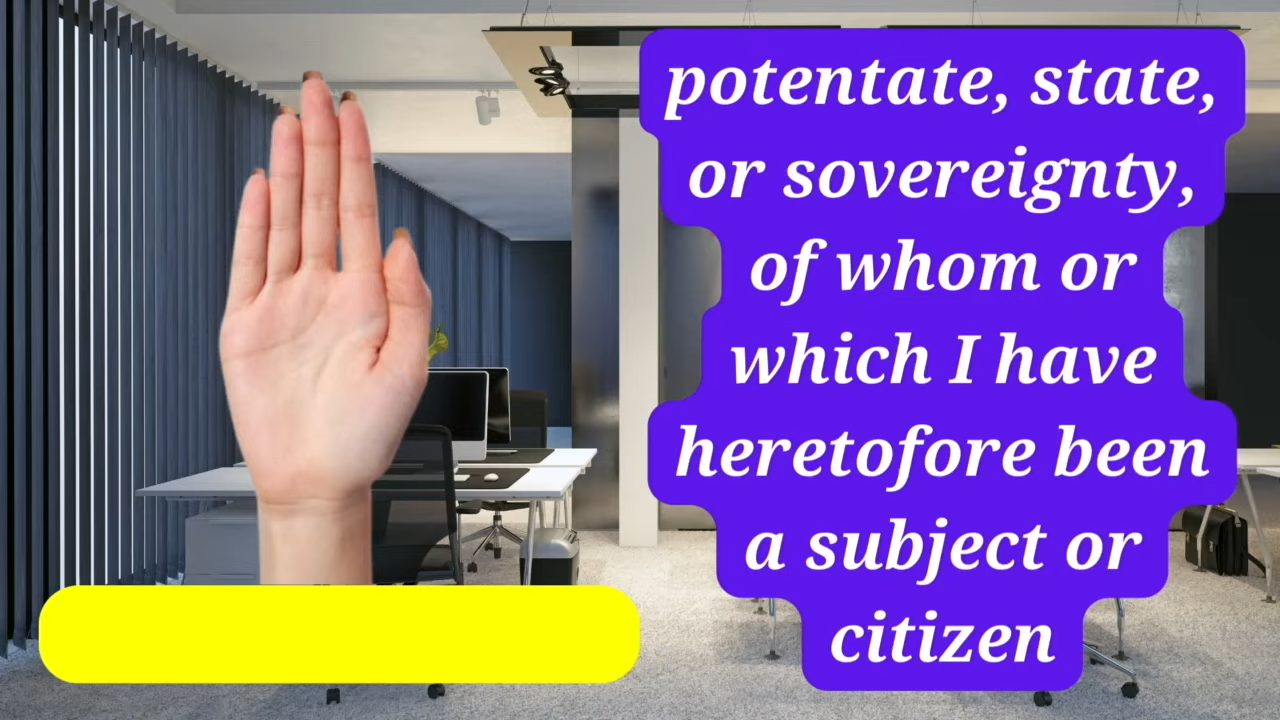 potentate, state,
or sovereignty,
of whom or
which I have
heretofore been
a subject or
citizen